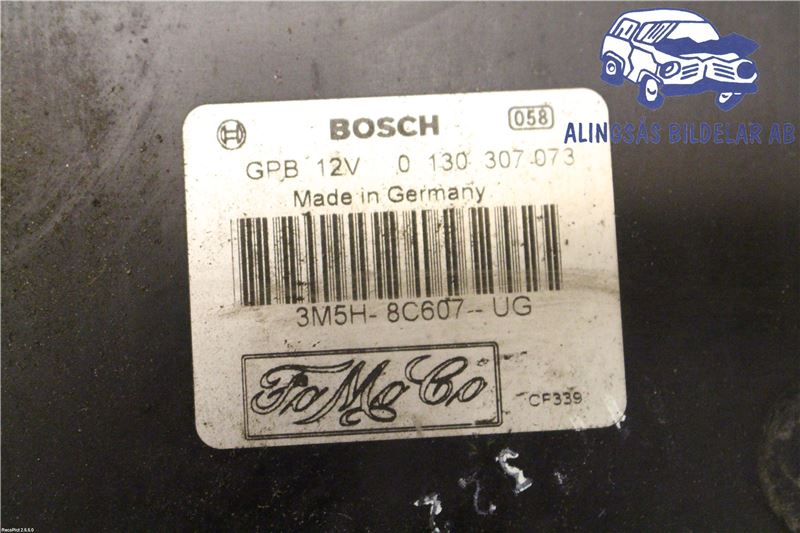 BOSCH
058
GPB 12V 0 130 307 073
Made in Germany
3M5H- 8C607-- UG
FoMoCo
CF339
ALINGSÅS BILDELAR AB